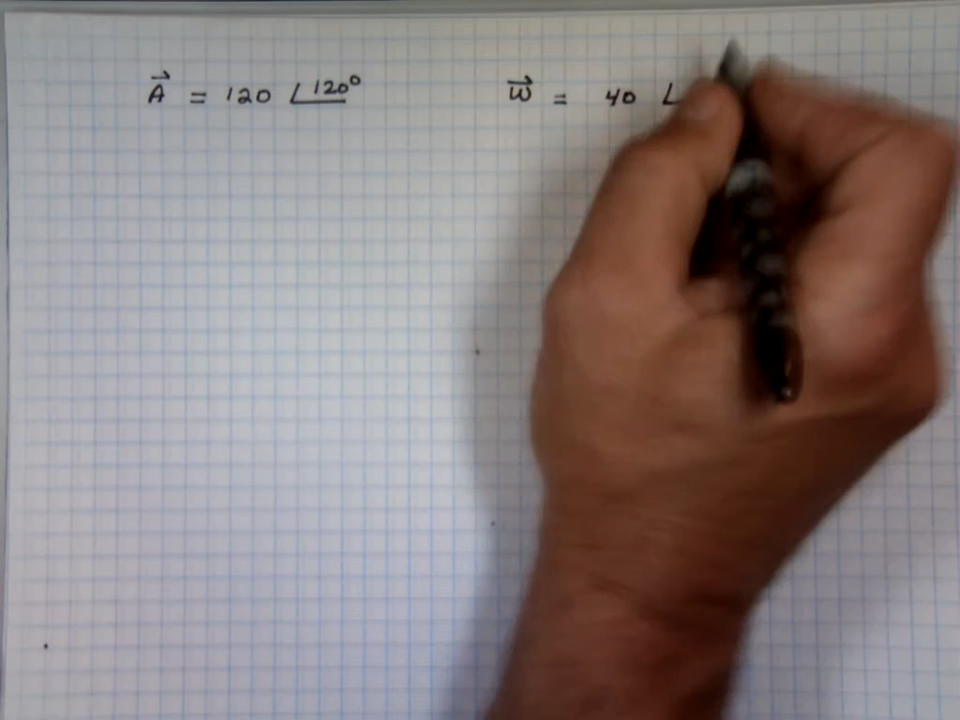 A⃗ = 120 ∠120° W⃗ = 40 ∠